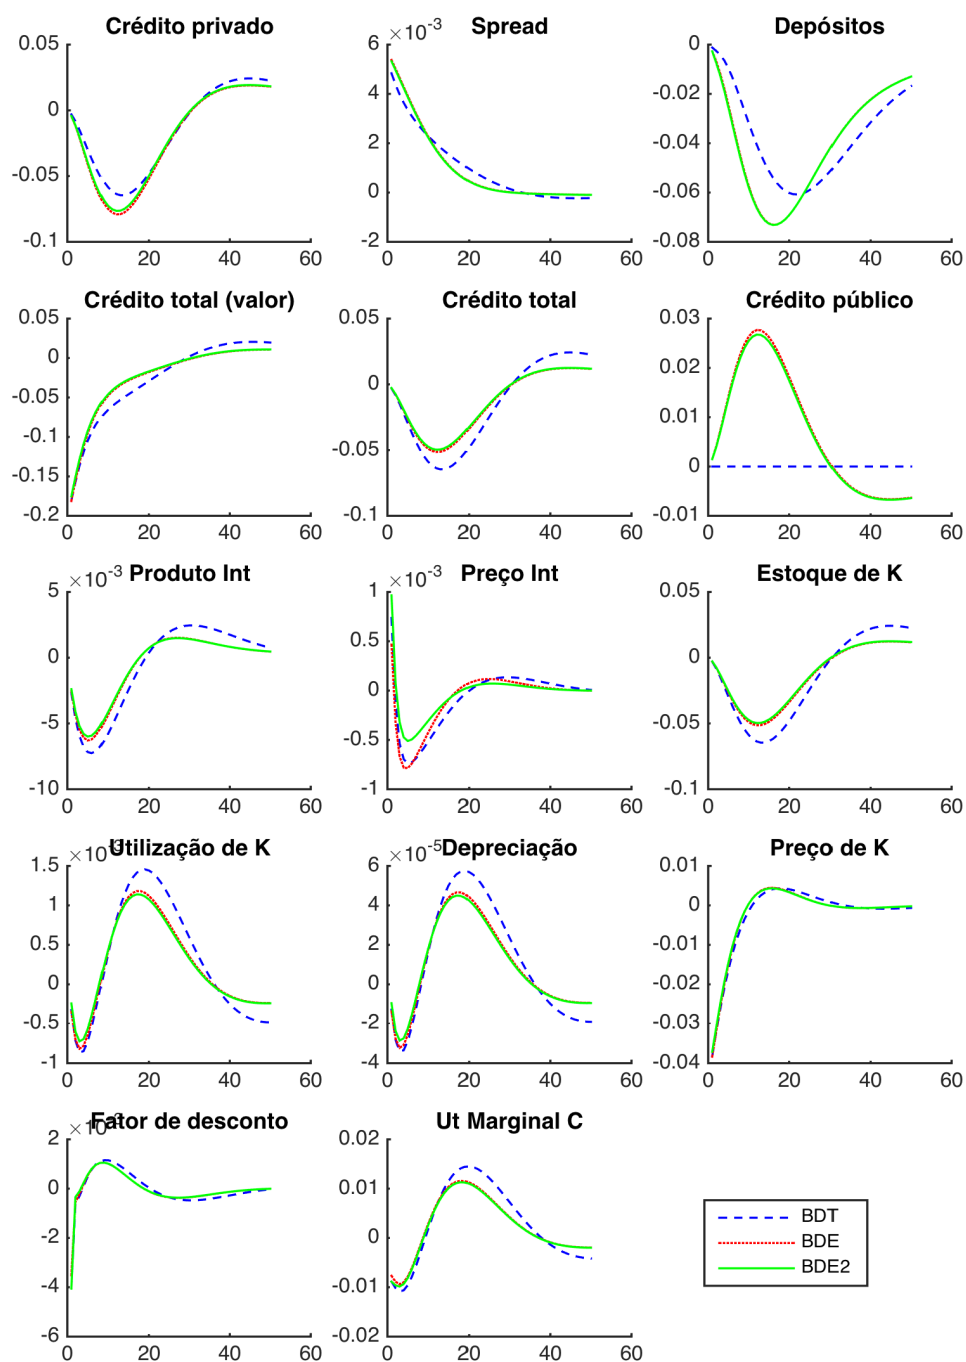 Crédito privado
0.05
0
-0.05
-0.1
0 20 40 60
Spread
×10-3
6
4
2
0
-2
0 20 40 60
Depósitos
0
-0.02
-0.04
-0.06
-0.08
0 20 40 60
Crédito total (valor)
0.05
0
-0.05
-0.1
-0.15
-0.2
0 20 40 60
Crédito total
0.05
0
-0.05
-0.1
0 20 40 60
Crédito público
0.03
0.02
0.01
0
-0.01
0 20 40 60
Produto Int
×10-3
5
0
-5
-10
0 20 40 60
Preço Int
×10-3
1
0.5
0
-0.5
-1
0 20 40 60
Estoque de K
0.05
0
-0.05
-0.1
0 20 40 60
Utilização de K
×10-3
1.5
1
0.5
0
-0.5
-1
0 20 40 60
Depreciação
×10-5
6
4
2
0
-2
-4
0 20 40 60
Preço de K
0.01
0
-0.01
-0.02
-0.03
-0.04
0 20 40 60
Fator de desconto
×10-3
2
0
-2
-4
-6
0 20 40 60
Ut Marginal C
0.02
0.01
0
-0.01
-0.02
0 20 40 60
BDT
BDE
BDE2